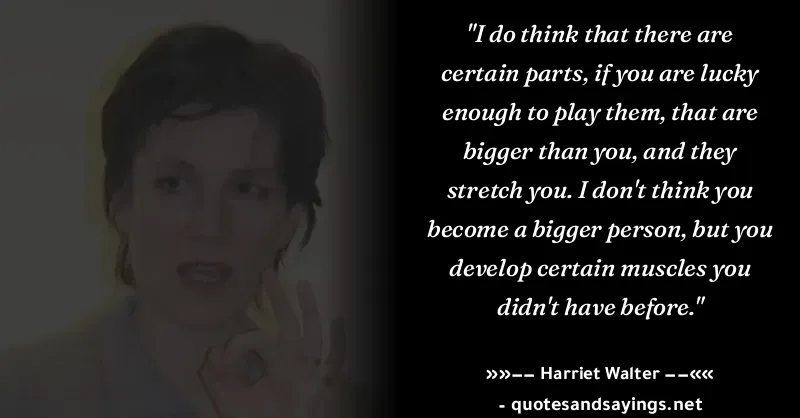 "I do think that there are
certain parts, if you are lucky
enough to play them, that are
bigger than you, and they
stretch you. I don't think you
become a bigger person, but you
develop certain muscles you
didn't have before."
»»−− Harriet Walter −−««
- quotesandsayings.net